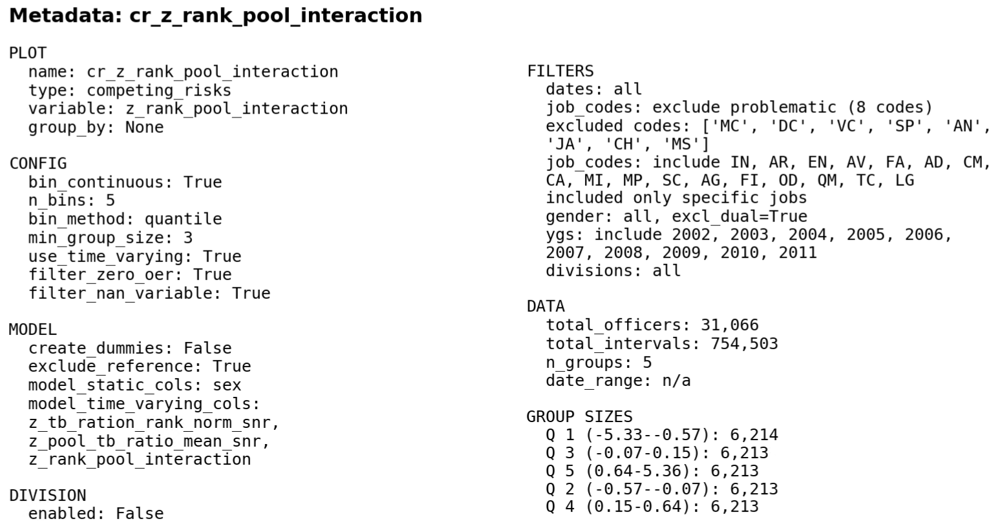 Metadata: cr_z_rank_pool_interaction
PLOT
name: cr_z_rank_pool_interaction
type: competing_risks
variable: z_rank_pool_interaction
group_by: None
CONFIG
bin_continuous: True
n_bins: 5
bin_method: quantile
min_group_size: 3
use_time_varying: True
filter_zero_oer: True
filter_nan_variable: True
MODEL
create_dummies: False
exclude_reference: True
model_static_cols: sex
model_time_varying_cols:
z_tb_ration_rank_norm_snr,
z_pool_tb_ratio_mean_snr,
z_rank_pool_interaction
DIVISION
enabled: False
FILTERS
dates: all
job_codes: exclude problematic (8 codes)
excluded codes: ['MC', 'DC', 'VC', 'SP', 'AN',
'JA', 'CH', 'MS']
job_codes: include IN, AR, EN, AV, FA, AD, CM,
CA, MI, MP, SC, AG, FI, OD, QM, TC, LG
included only specific jobs
gender: all, excl_dual=True
ygs: include 2002, 2003, 2004, 2005, 2006,
2007, 2008, 2009, 2010, 2011
divisions: all
DATA
total_officers: 31,066
total_intervals: 754,503
n_groups: 5
date_range: n/a
GROUP SIZES
Q 1 (-5.33--0.57): 6,214
Q 3 (-0.07-0.15): 6,213
Q 5 (0.64-5.36): 6,213
Q 2 (-0.57--0.07): 6,213
Q 4 (0.15-0.64): 6,213